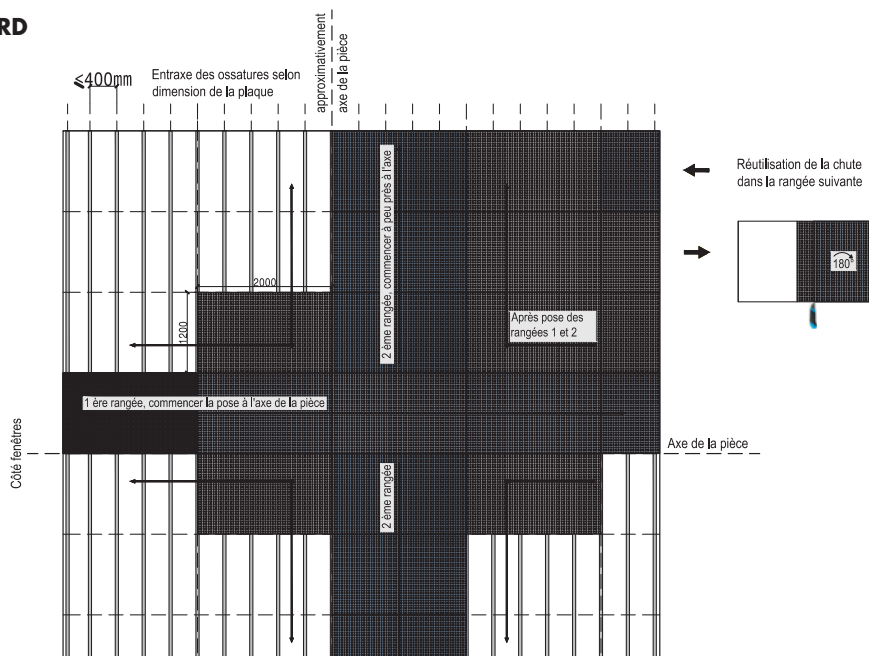 RD
≤400mm
Entraxe des ossatures selon
dimension de la plaque
approximativement
axe de la pièce
2 ème rangée, commencer à peu près à l'axe
Réutilisation de la chute
dans la rangée suivante
180°
2000
1200
Après pose des
rangées 1 et 2
1 ère rangée, commencer la pose à l'axe de la pièce
Côté fenêtres
Axe de la pièce
2 ème rangée